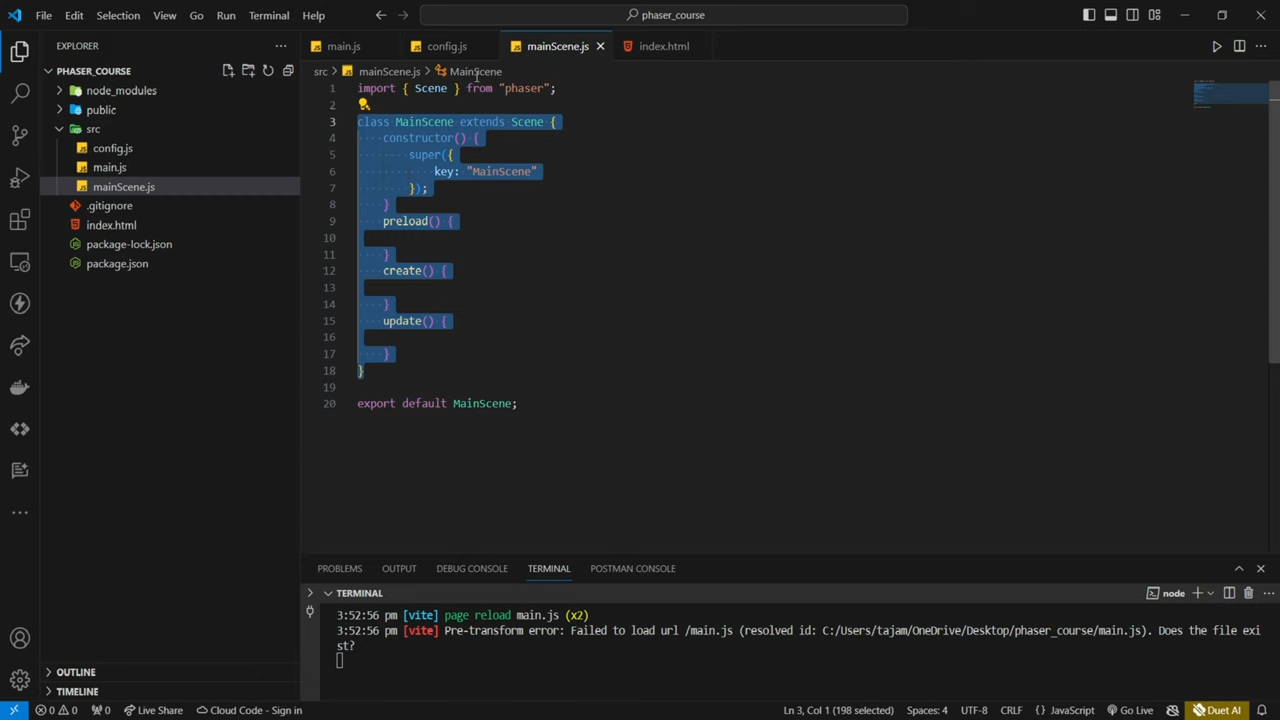 File Edit Selection View Go Run Terminal Help
phaser_course
EXPLORER
main.js config.js mainScene.js index.html
PHASER_COURSE
src > mainScene.js > MainScene
node_modules
public
src
config.js
main.js
mainScene.js
.gitignore
index.html
package-lock.json
package.json
1 import { Scene } from "phaser";
2
3 class MainScene extends Scene {
4 constructor() {
5 super({
6 key: "MainScene"
7 });
8 }
9 preload() {
10
11 }
12 create() {
13
14 }
15 update() {
16
17 }
18 }
19
20 export default MainScene;
PROBLEMS OUTPUT DEBUG CONSOLE TERMINAL POSTMAN CONSOLE
TERMINAL
node
3:52:56 pm [vite] page reload main.js (x2)
3:52:56 pm [vite] Pre-transform error: Failed to load url /main.js (resolved id: C:/Users/tajam/OneDrive/Desktop/phaser_course/main.js). Does the file exi
st?
OUTLINE
TIMELINE
0 0 0 Live Share Cloud Code - Sign in Ln 3, Col 1 (198 selected) Spaces: 4 UTF-8 CRLF {} JavaScript Go Live Duet AI